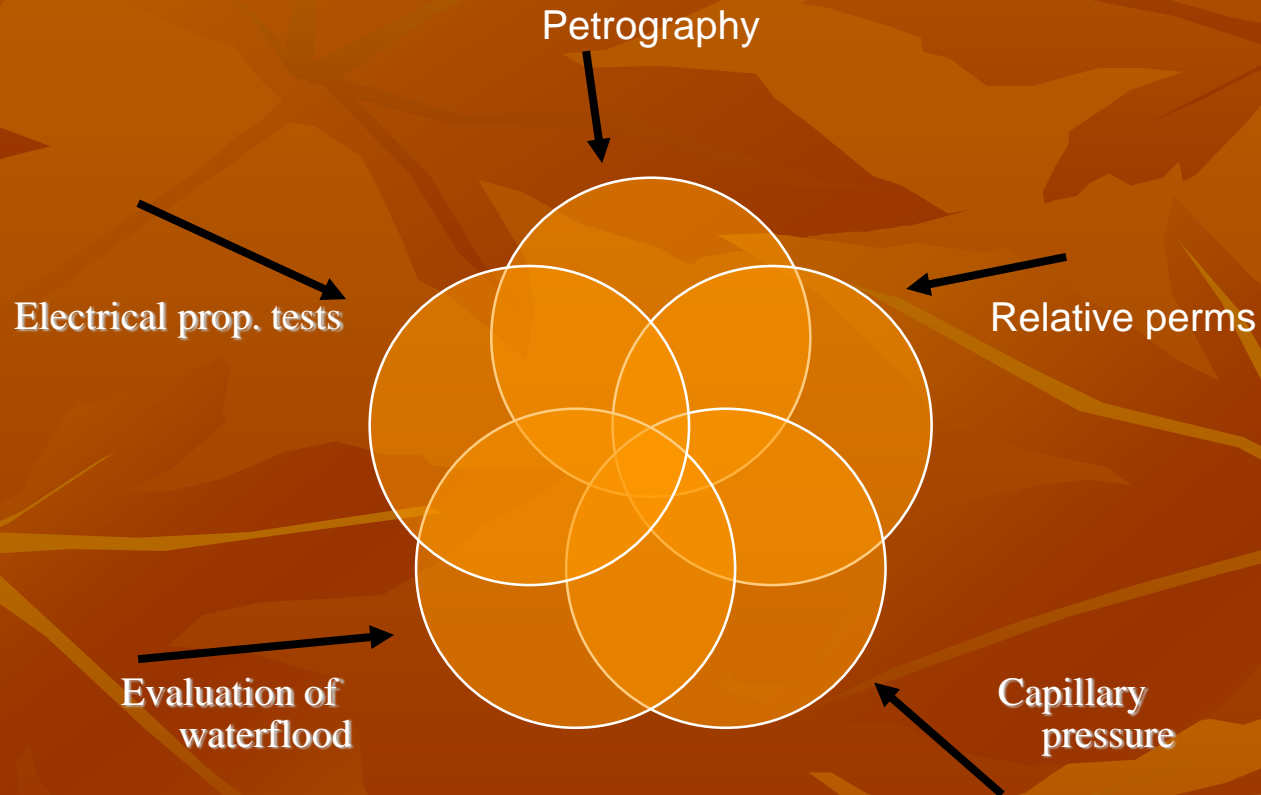 Petrography
Electrical prop. tests
Relative perms
Evaluation of
waterflood
Capillary
pressure